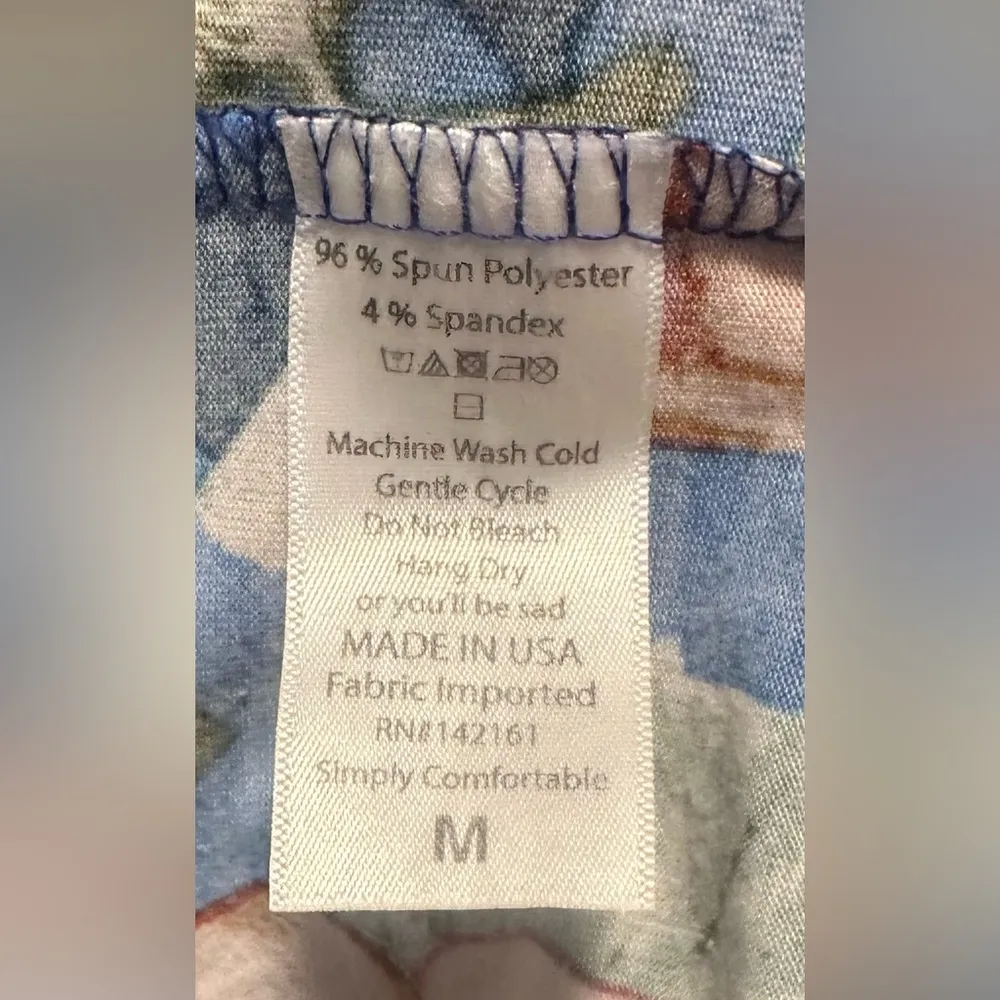 96 % Spun Polyester
4 % Spandex
Machine Wash Cold
Gentle Cycle
Do Not Bleach
Hang Dry
or you'll be sad
MADE IN USA
Fabric Imported
RN#142161
Simply Comfortable
M